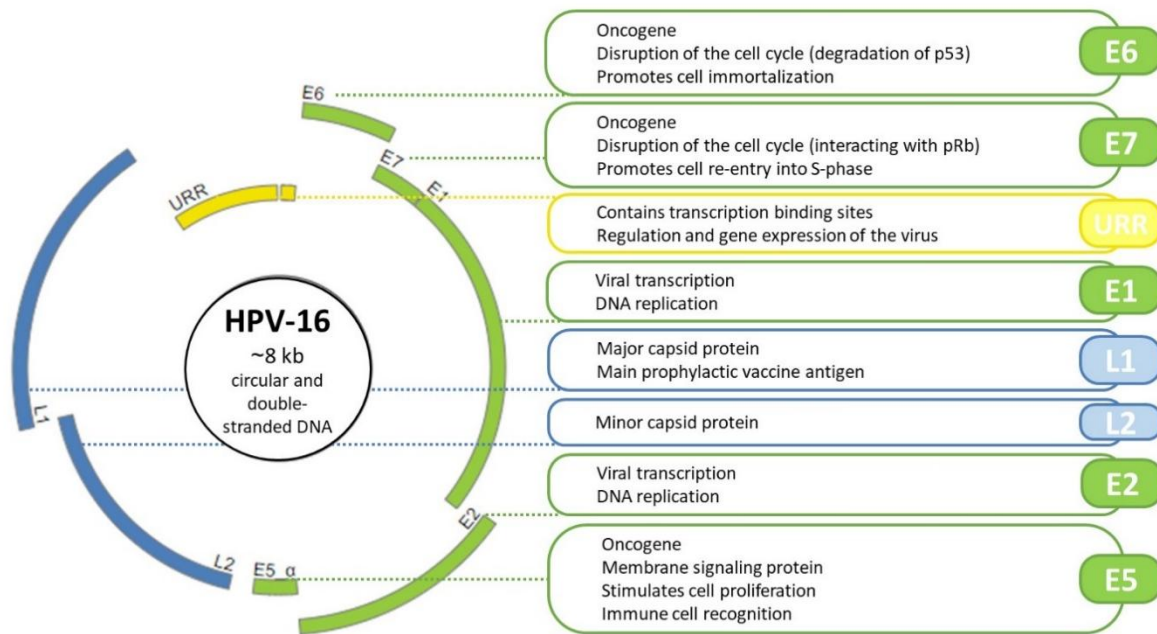 E6
E7
E1
URR
HPV-16
~8 kb
circular and
double-
stranded DNA
L1
L2
E5_α
E2
Oncogene
Disruption of the cell cycle (degradation of p53)
Promotes cell immortalization
E6
Oncogene
Disruption of the cell cycle (interacting with pRb)
Promotes cell re-entry into S-phase
E7
Contains transcription binding sites
Regulation and gene expression of the virus
URR
Viral transcription
DNA replication
E1
Major capsid protein
Main prophylactic vaccine antigen
L1
Minor capsid protein
L2
Viral transcription
DNA replication
E2
Oncogene
Membrane signaling protein
Stimulates cell proliferation
Immune cell recognition
E5